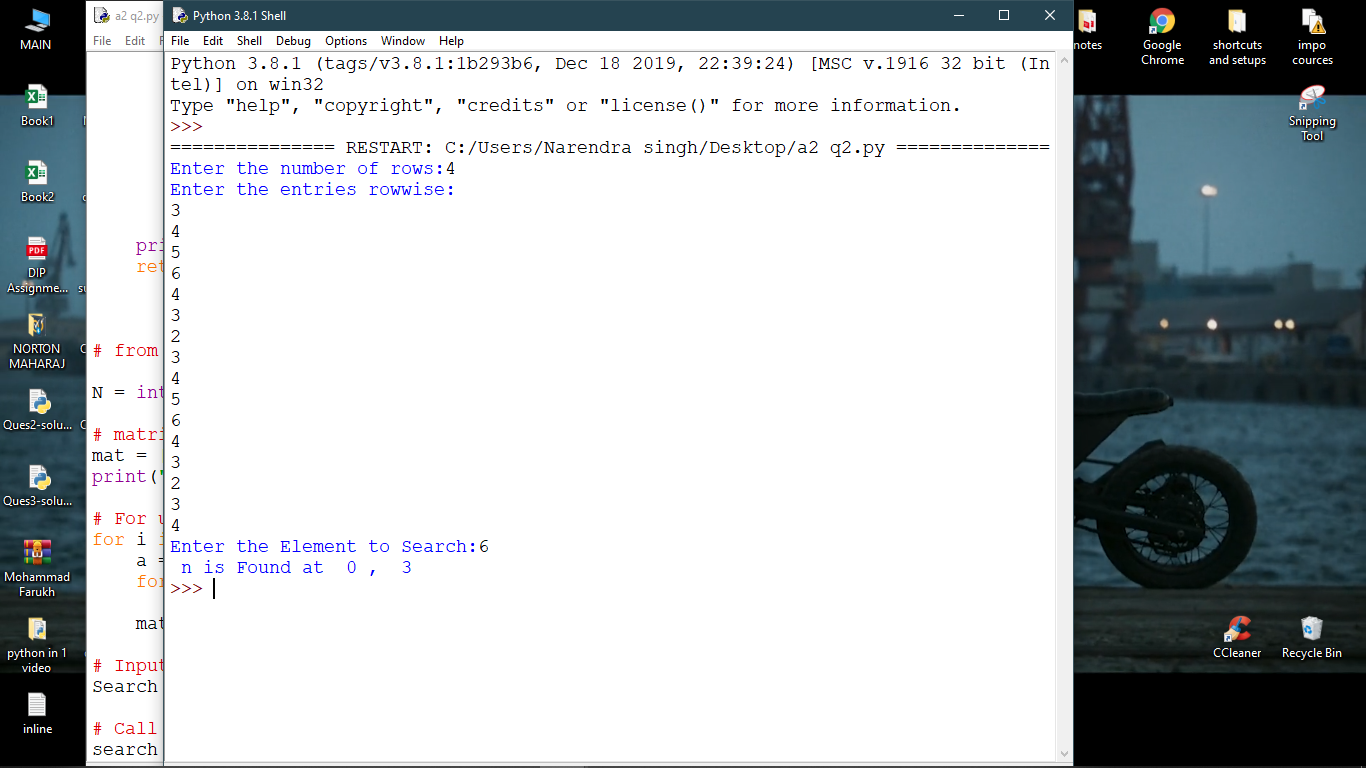 MAIN
Book1
Book2
PDF
DIP
Assignme...
NORTON
MAHARAJ
Ques2-solu...
Ques3-solu...
Mohammad
Farukh
python in 1
video
inline
a2 q2.py
File Edit
pri
ret
# from
N = int
# matri
mat =
print("
# For u
for i i
a =
for
mat
# Input
Search
# Call
search
Python 3.8.1 Shell
File Edit Shell Debug Options Window Help
Python 3.8.1 (tags/v3.8.1:1b293b6, Dec 18 2019, 22:39:24) [MSC v.1916 32 bit (In
tel)] on win32
Type "help", "copyright", "credits" or "license()" for more information.
>>>
=============== RESTART: C:/Users/Narendra singh/Desktop/a2 q2.py ==============
Enter the number of rows:4
Enter the entries rowwise:
3
4
5
6
4
3
2
3
4
5
6
4
3
2
3
4
Enter the Element to Search:6
n is Found at 0 , 3
>>>
notes
Google
Chrome
shortcuts
and setups
impo
cources
Snipping
Tool
CCleaner
Recycle Bin